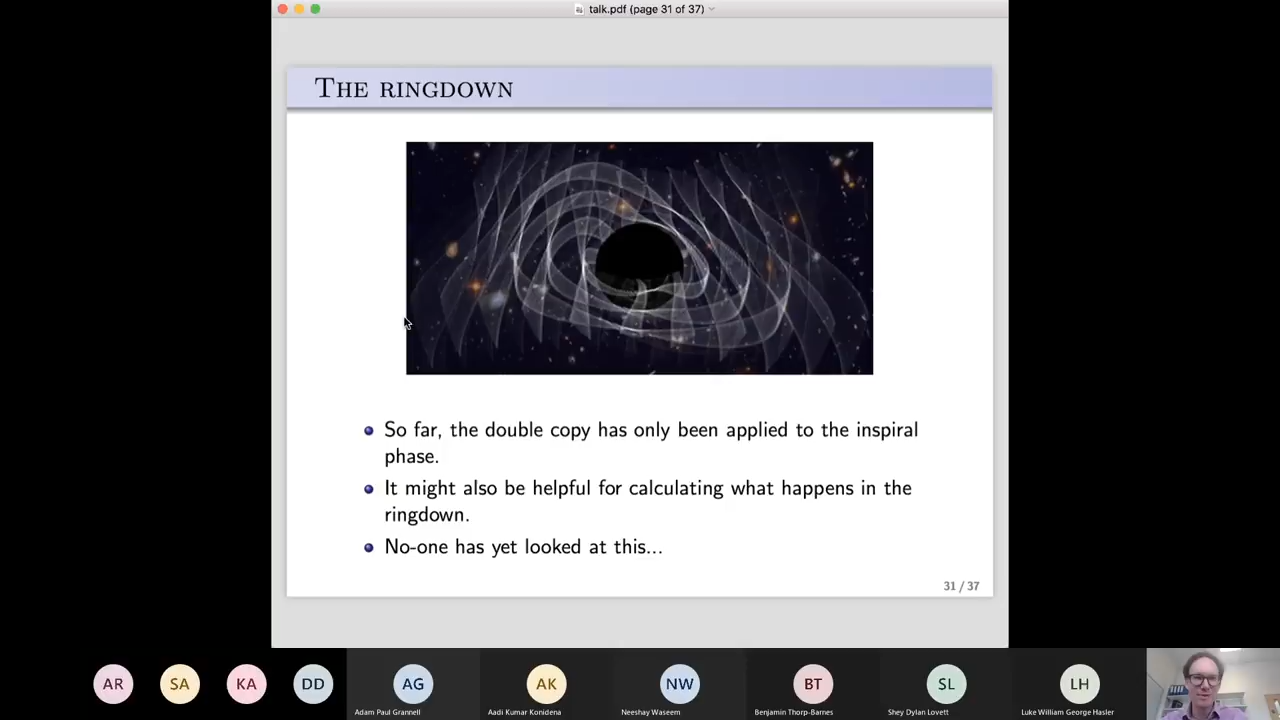 talk.pdf (page 31 of 37)
THE RINGDOWN
So far, the double copy has only been applied to the inspiral
phase.
It might also be helpful for calculating what happens in the
ringdown.
No-one has yet looked at this...
31 / 37
AR
SA
KA
DD
AG
AK
NW
BT
SL
LH
Adam Paul Grannell
Aadi Kumar Konidena
Neeshay Waseem
Benjamin Thorp-Barnes
Shey Dylan Lovett
Luke William George Hasler